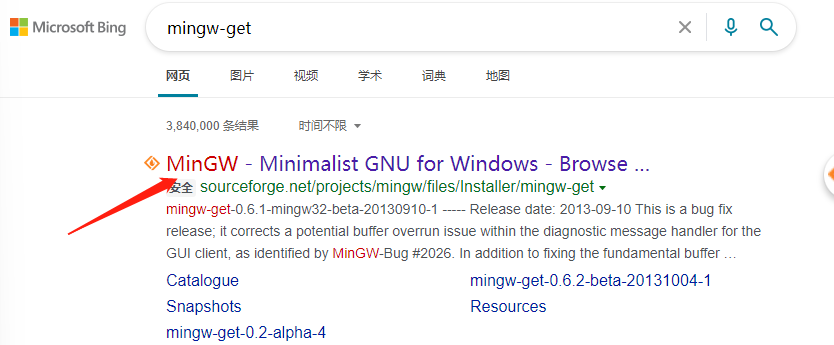 Microsoft Bing
mingw-get
网页 图片 视频 学术 词典 地图
3,840,000 条结果 时间不限
MinGW - Minimalist GNU for Windows - Browse ...
安全 sourceforge.net/projects/mingw/files/Installer/mingw-get
mingw-get-0.6.1-mingw32-beta-20130910-1 ----- Release date: 2013-09-10 This is a bug fix
release; it corrects a potential buffer overrun issue within the diagnostic message handler for the
GUI client, as identified by MinGW-Bug #2026. In addition to fixing the fundamental buffer ...
Catalogue mingw-get-0.6.2-beta-20131004-1
Snapshots Resources
mingw-get-0.2-alpha-4